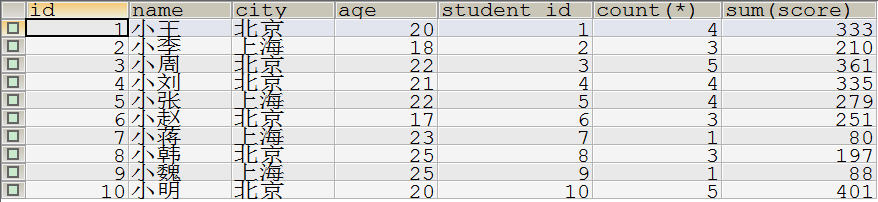 id name city age student_id count(*) sum(score)
1 小王 北京 20 1 4 333
2 小李 上海 18 2 3 210
3 小周 北京 22 3 5 361
4 小刘 北京 21 4 4 335
5 小张 上海 22 5 4 279
6 小赵 北京 17 6 3 251
7 小蒋 上海 23 7 1 80
8 小韩 北京 25 8 3 197
9 小魏 上海 25 9 1 88
10 小明 北京 20 10 5 401